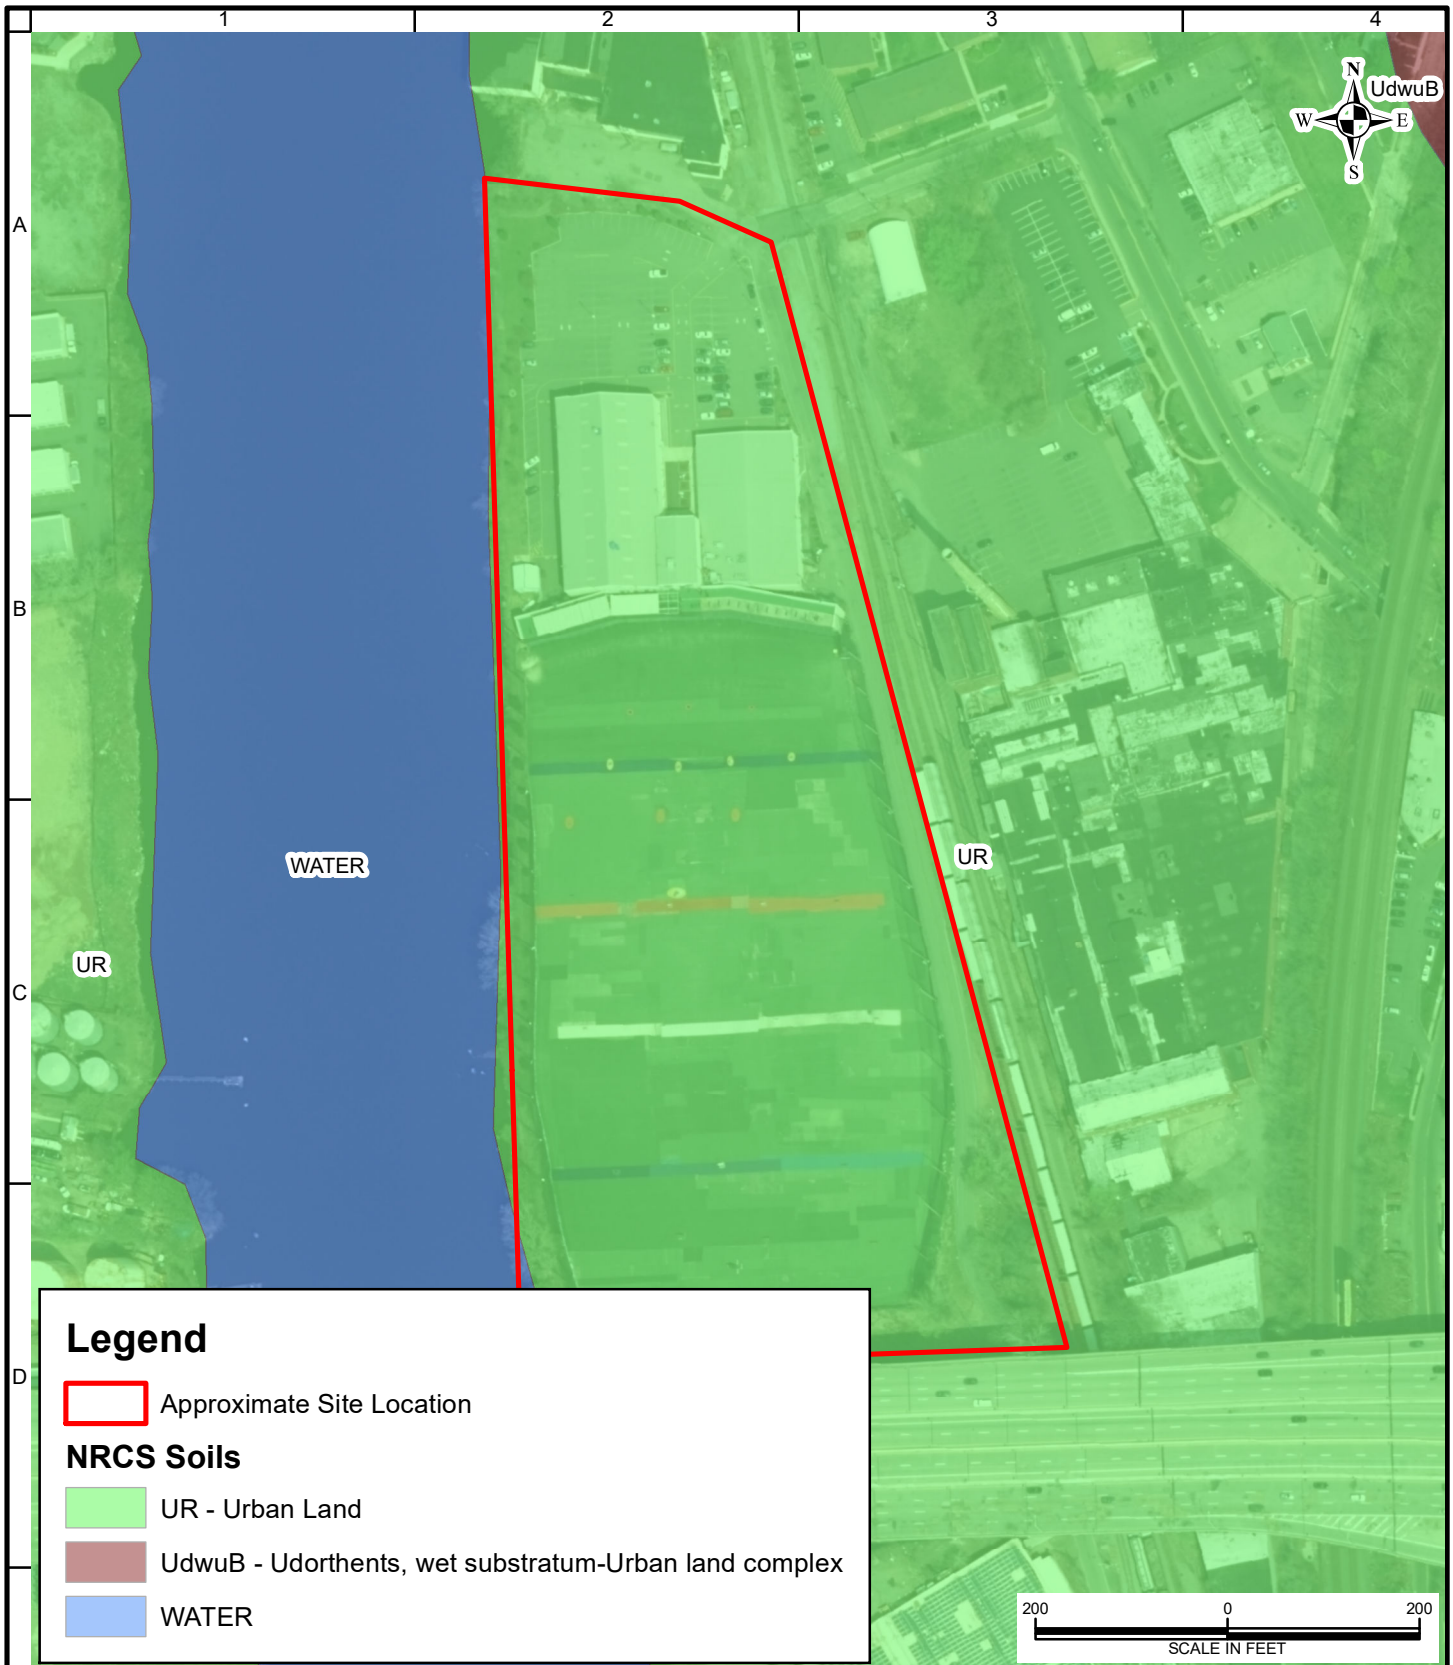 1 2 3 4
N
UdwuB
W E
S
A
B
WATER
UR
UR
C
D
Legend
Approximate Site Location
NRCS Soils
UR - Urban Land
UdwuB - Udorthents, wet substratum-Urban land complex
WATER
200 0 200
SCALE IN FEET